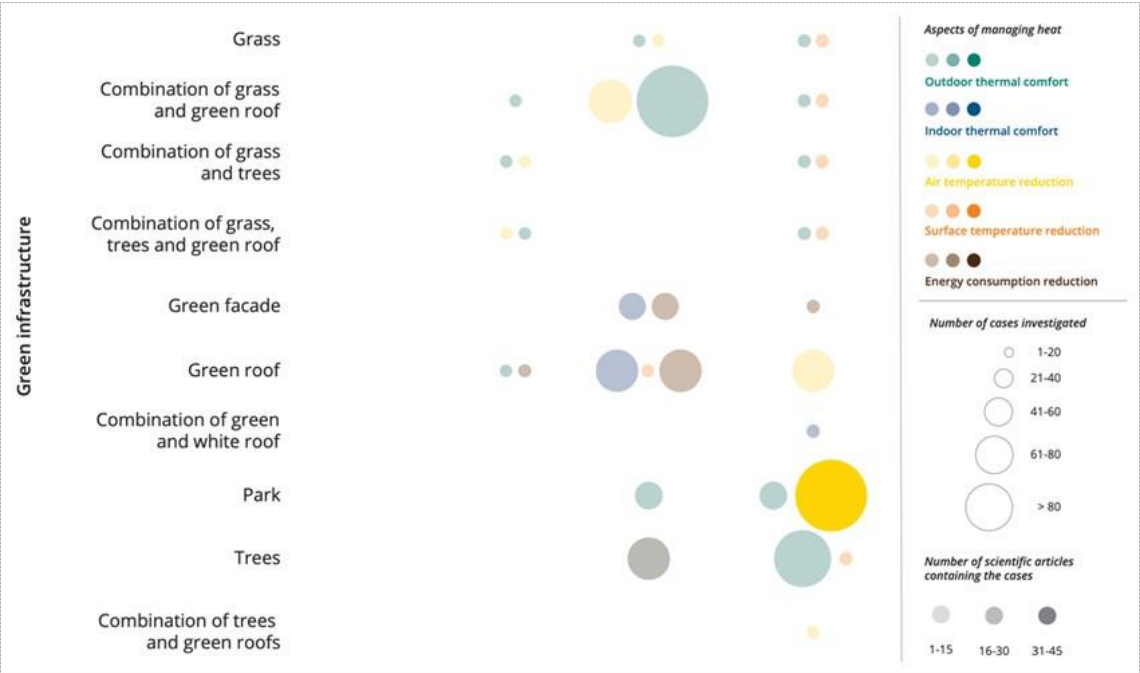 Green infrastructure
Grass
Combination of grass
and green roof
Combination of grass
and trees
Combination of grass,
trees and green roof
Green facade
Green roof
Combination of green
and white roof
Park
Trees
Combination of trees
and green roofs
Aspects of managing heat
Outdoor thermal comfort
Indoor thermal comfort
Air temperature reduction
Surface temperature reduction
Energy consumption reduction
Number of cases investigated
1-20
21-40
41-60
61-80
> 80
Number of scientific articles
containing the cases
1-15 16-30 31-45